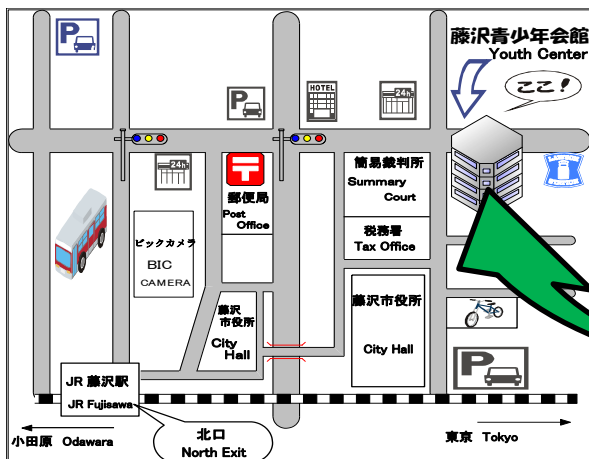 藤沢青少年会館
Youth Center
ここ!
P
P
HOTEL
24h
24h
簡易裁判所
Summary
Court
郵便局
Post
Office
税務署
Tax Office
ビックカメラ
BIC
CAMERA
藤沢
市役所
City
Hall
藤沢市役所
City Hall
P
JR 藤沢駅
JR Fujisawa
北口
North Exit
小田原 Odawara
東京 Tokyo